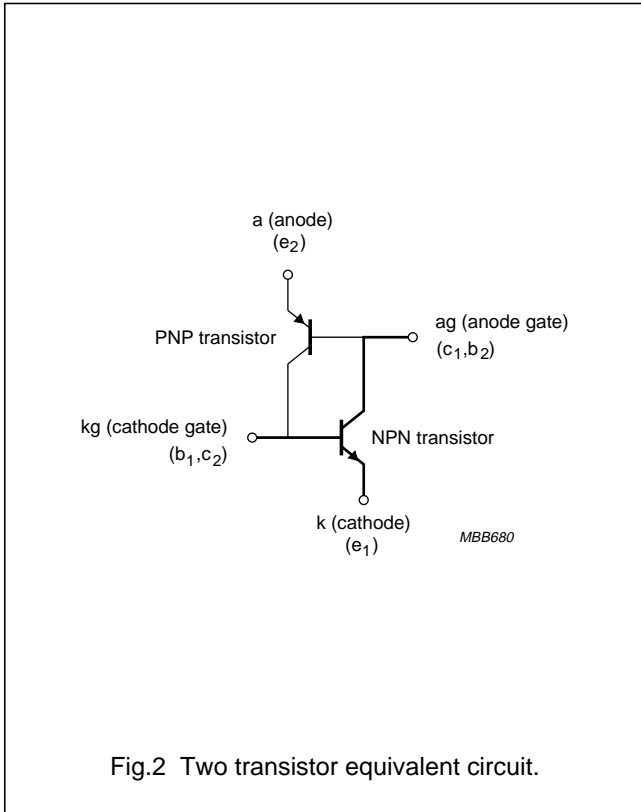 a (anode)
(e2)
PNP transistor
ag (anode gate)
(c1,b2)
kg (cathode gate)
(b1,c2)
NPN transistor
k (cathode)
(e1)
MBB680
Fig.2 Two transistor equivalent circuit.